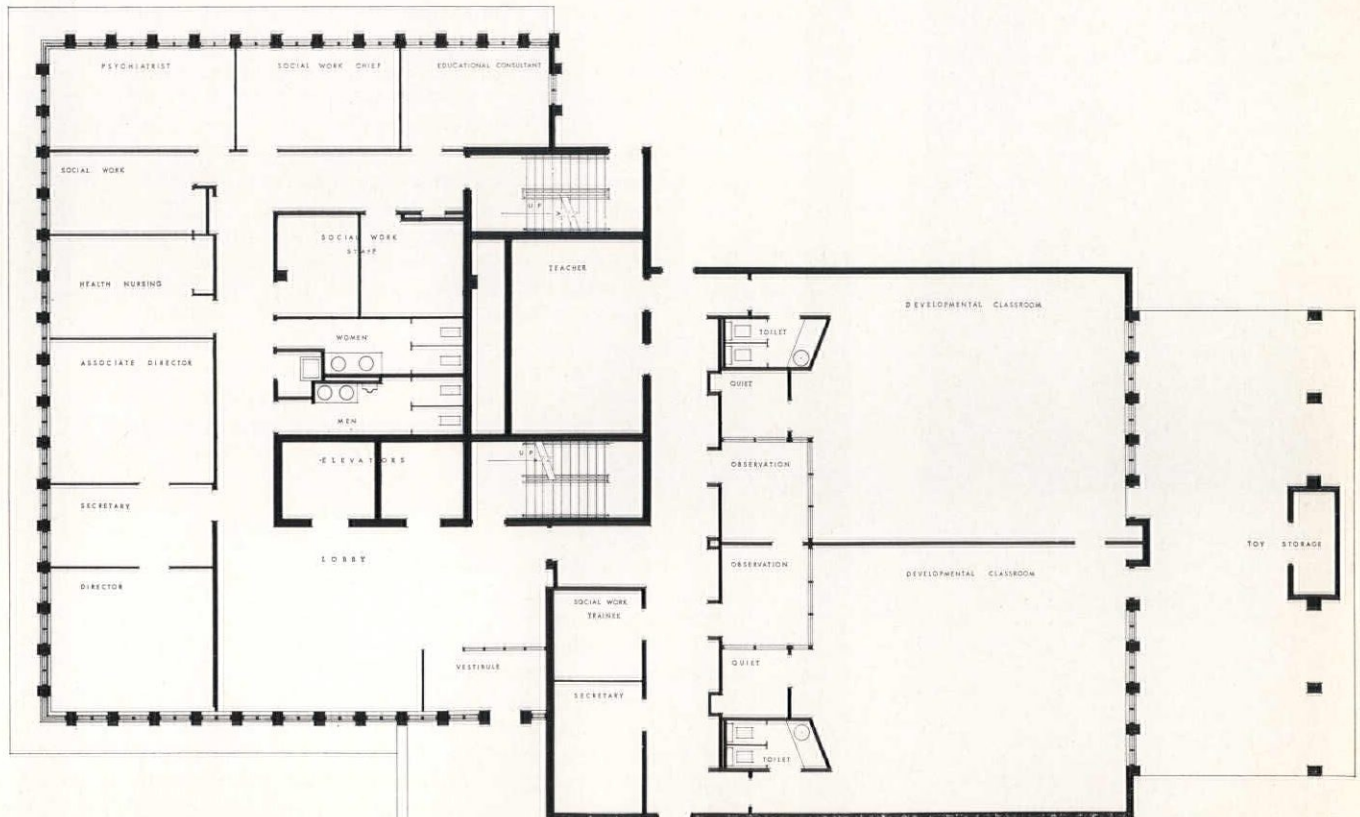 PSYCHIATRIST
SOCIAL WORK CHIEF
EDUCATIONAL CONSULTANT
SOCIAL WORK
UP
SOCIAL WORK
STAFF
TEACHER
HEALTH NURSING
DEVELOPMENTAL CLASSROOM
TOILET
WOMEN
ASSOCIATE DIRECTOR
QUIET
MEN
ELEVATORS
UP
OBSERVATION
SECRETARY
TOY STORAGE
LOBBY
OBSERVATION
DEVELOPMENTAL CLASSROOM
DIRECTOR
SOCIAL WORK
TRAINEE
VESTIBULE
QUIET
SECRETARY
TOILET